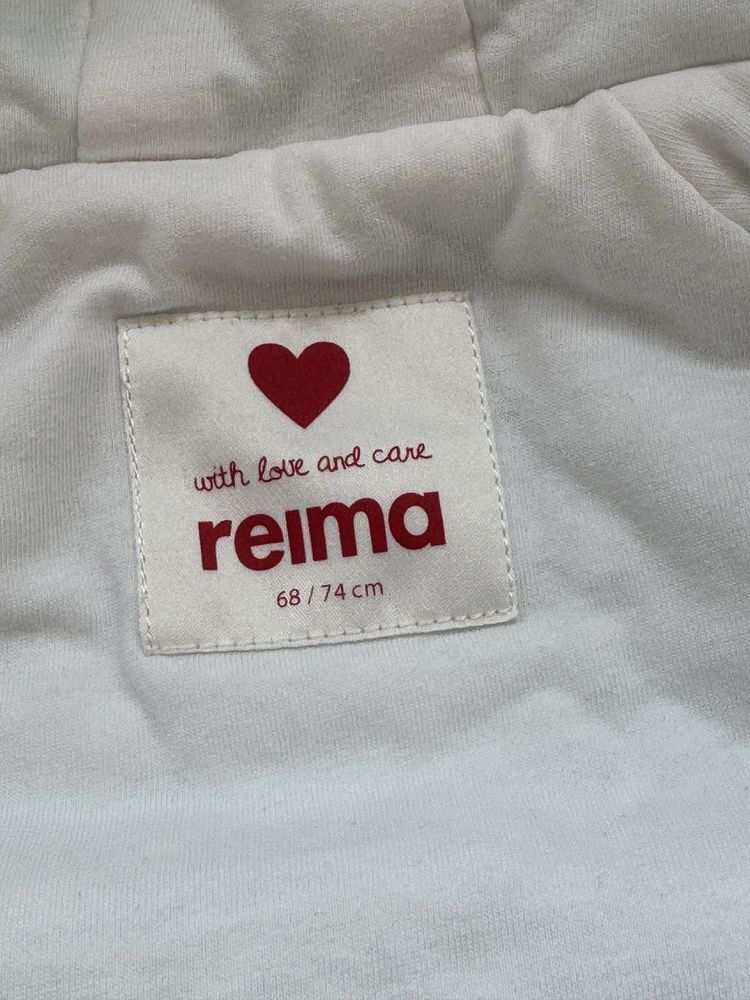 with love and care
reima
68 / 74 cm